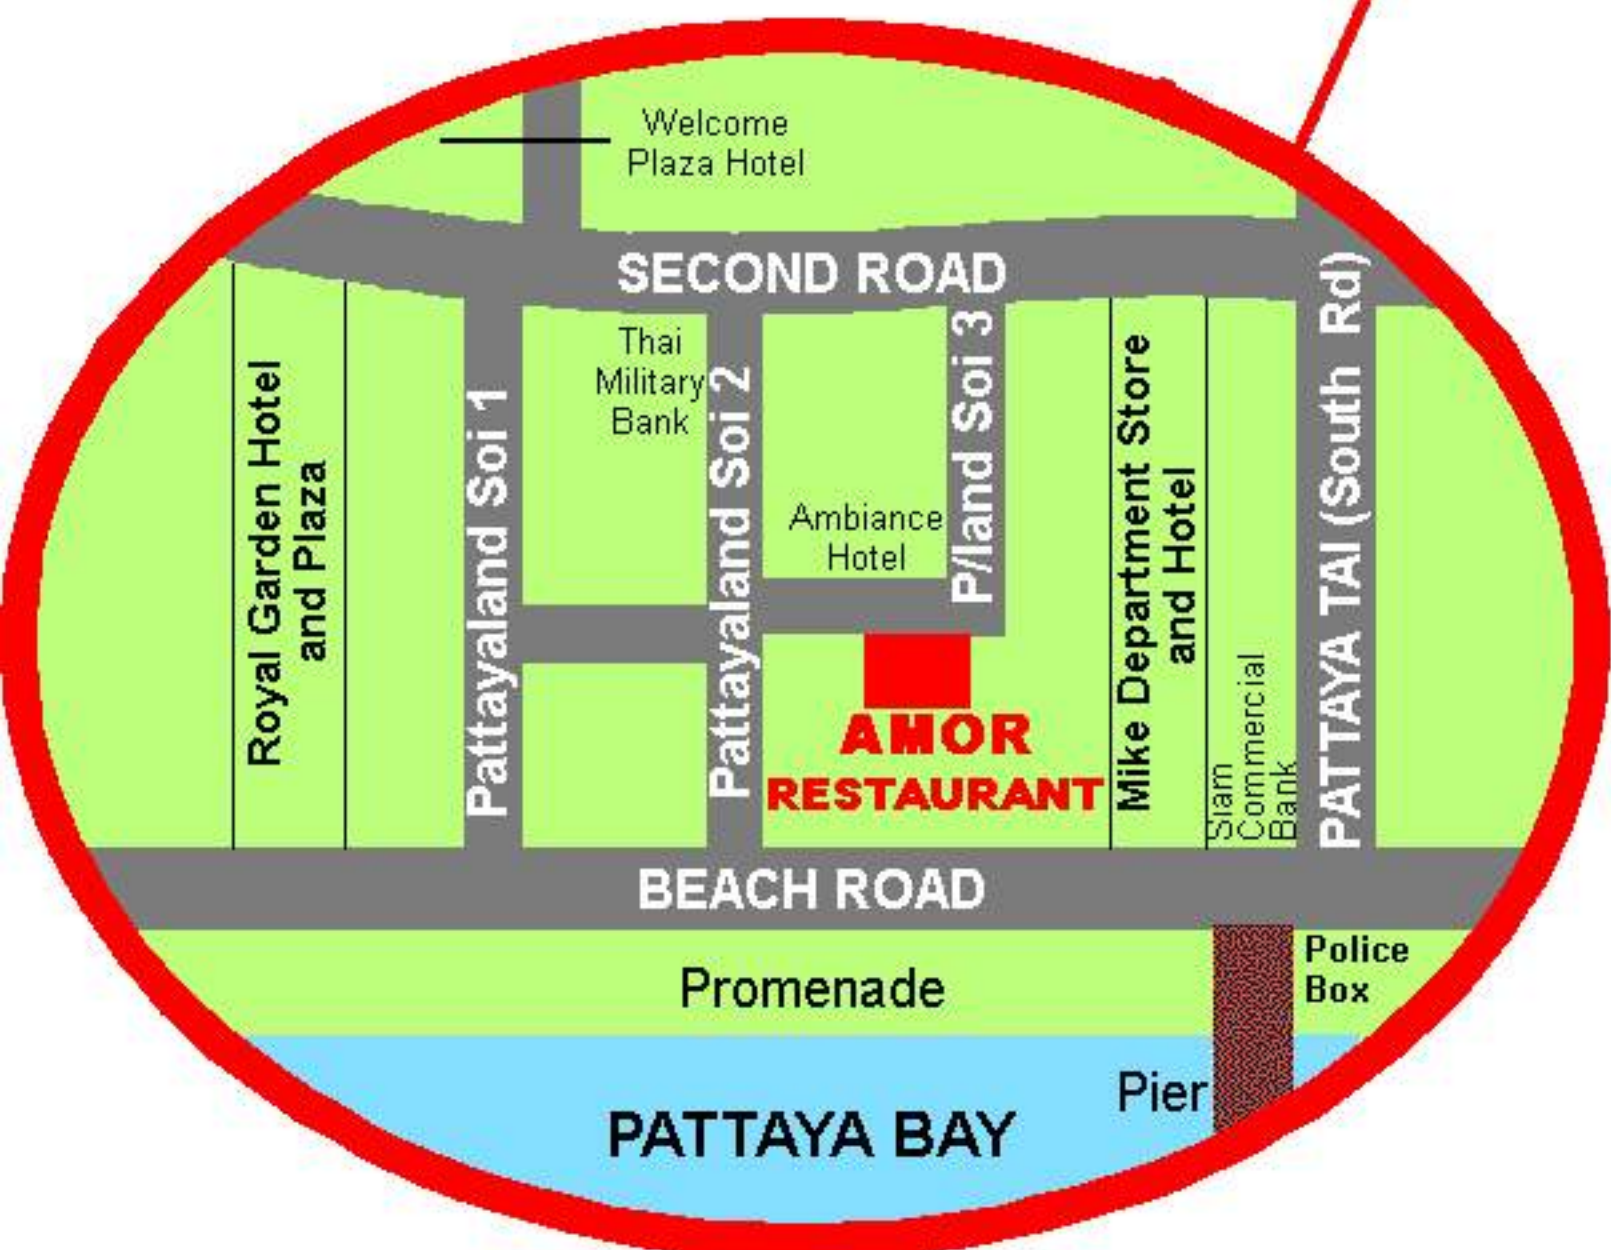 Welcome
Plaza Hotel
SECOND ROAD
Royal Garden Hotel
and Plaza
Pattayaland Soi 1
Thai
Military
Bank
Pattayaland Soi 2
Ambiance
Hotel
P/land Soi 3
Mike Department Store
and Hotel
Siam
Commercial
Bank
PATTAYA TAI (South Rd)
AMOR
RESTAURANT
BEACH ROAD
Promenade
Police
Box
Pier
PATTAYA BAY